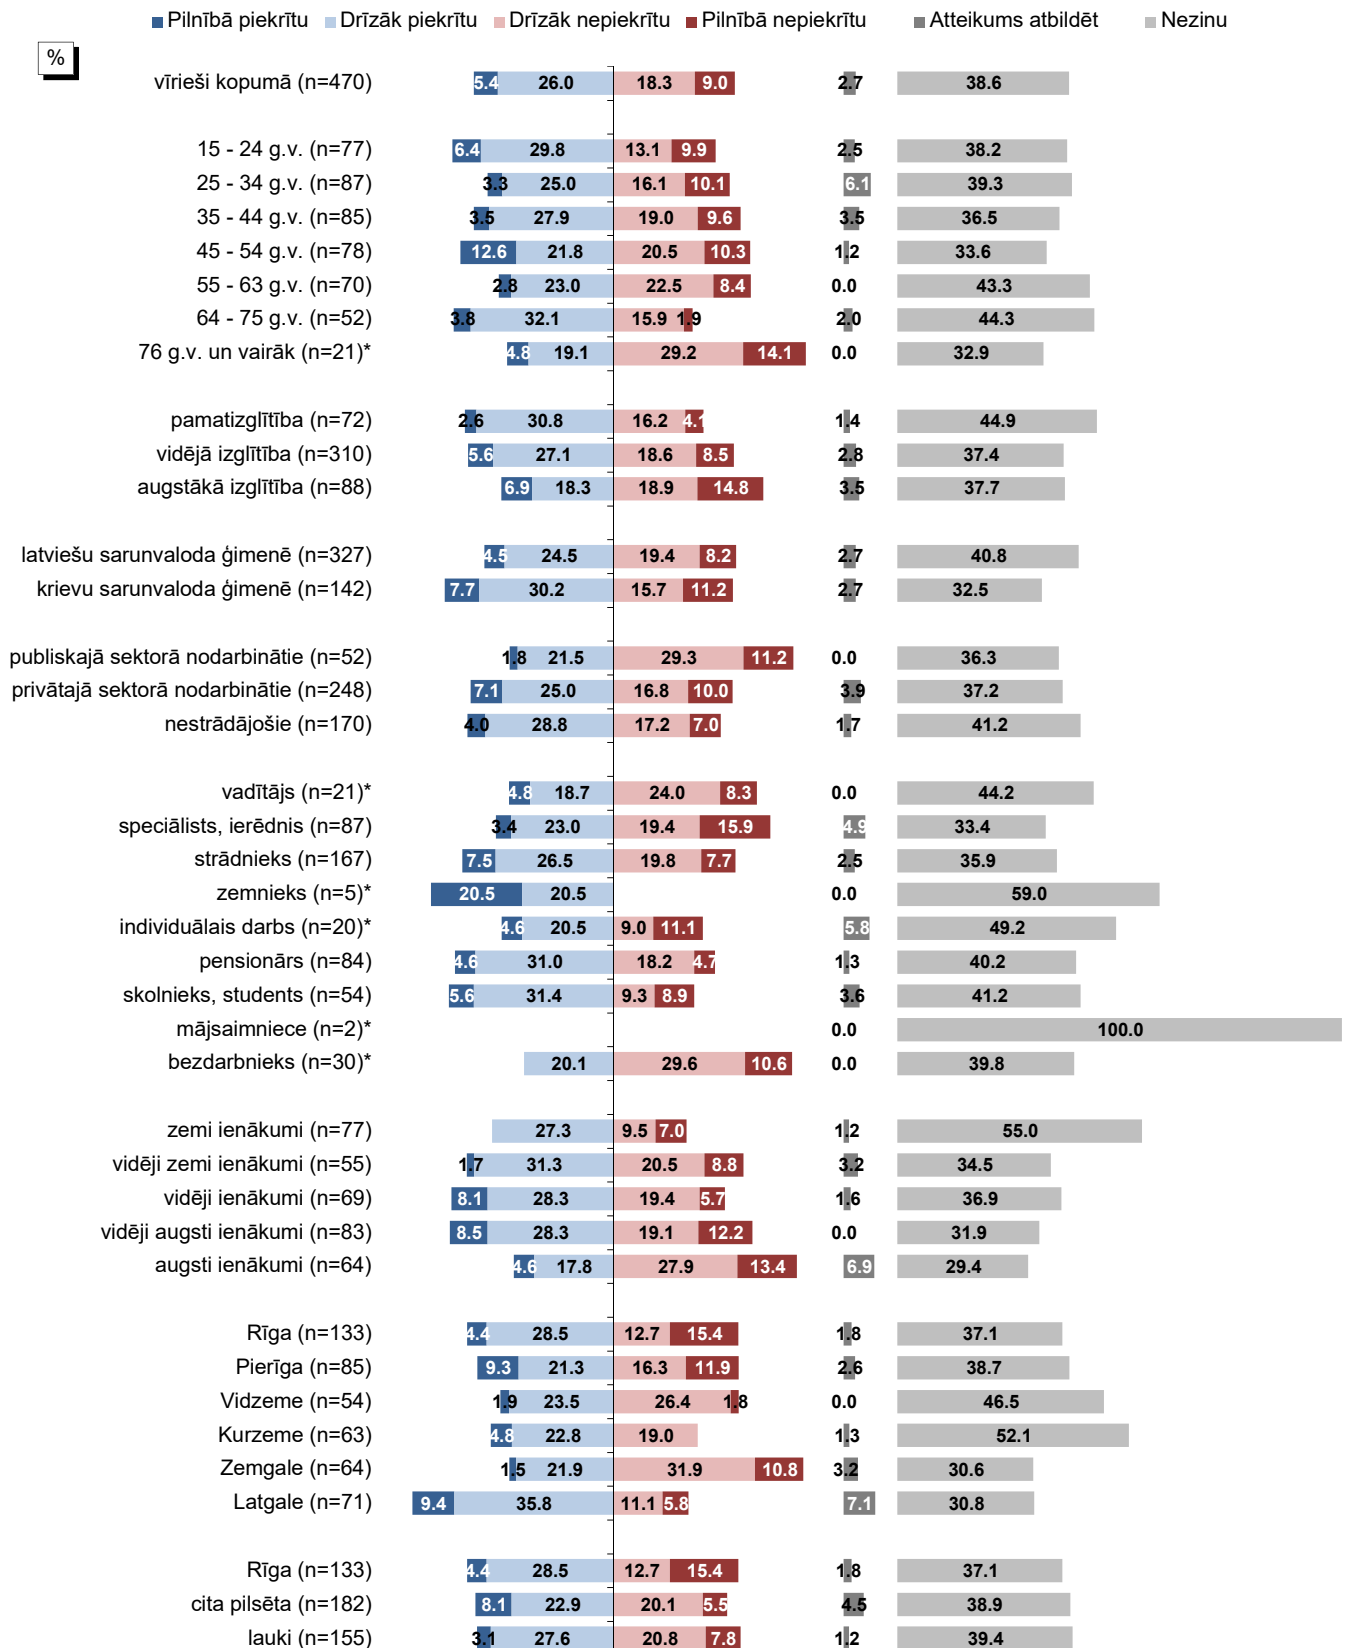 Pilnībā piekrītu Drīzāk piekrītu Drīzāk nepiekrītu Pilnībā nepiekrītu Atteikums atbildēt Nezinu
%
vīrieši kopumā (n=470) 5.4 26.0 18.3 9.0 2.7 38.6
15 - 24 g.v. (n=77) 6.4 29.8 13.1 9.9 2.5 38.2
25 - 34 g.v. (n=87) 3.3 25.0 16.1 10.1 6.1 39.3
35 - 44 g.v. (n=85) 3.5 27.9 19.0 9.6 3.5 36.5
45 - 54 g.v. (n=78) 12.6 21.8 20.5 10.3 1.2 33.6
55 - 63 g.v. (n=70) 2.8 23.0 22.5 8.4 0.0 43.3
64 - 75 g.v. (n=52) 3.8 32.1 15.9 1.9 2.0 44.3
76 g.v. un vairāk (n=21)* 4.8 19.1 29.2 14.1 0.0 32.9
pamatizglītība (n=72) 2.6 30.8 16.2 4.1 1.4 44.9
vidējā izglītība (n=310) 5.6 27.1 18.6 8.5 2.8 37.4
augstākā izglītība (n=88) 6.9 18.3 18.9 14.8 3.5 37.7
latviešu sarunvaloda ģimenē (n=327) 4.5 24.5 19.4 8.2 2.7 40.8
krievu sarunvaloda ģimenē (n=142) 7.7 30.2 15.7 11.2 2.7 32.5
publiskajā sektorā nodarbinātie (n=52) 1.8 21.5 29.3 11.2 0.0 36.3
privātajā sektorā nodarbinātie (n=248) 7.1 25.0 16.8 10.0 3.9 37.2
nestrādājošie (n=170) 4.0 28.8 17.2 7.0 1.7 41.2
vadītājs (n=21)* 4.8 18.7 24.0 8.3 0.0 44.2
speciālists, ierēdnis (n=87) 3.4 23.0 19.4 15.9 4.9 33.4
strādnieks (n=167) 7.5 26.5 19.8 7.7 2.5 35.9
zemnieks (n=5)* 20.5 20.5 0.0 59.0
individuālais darbs (n=20)* 4.6 20.5 9.0 11.1 5.8 49.2
pensionārs (n=84) 4.6 31.0 18.2 4.7 1.3 40.2
skolnieks, students (n=54) 5.6 31.4 9.3 8.9 3.6 41.2
mājsaimniece (n=2)* 0.0 100.0
bezdarbnieks (n=30)* 20.1 29.6 10.6 0.0 39.8
zemi ienākumi (n=77) 27.3 9.5 7.0 1.2 55.0
vidēji zemi ienākumi (n=55) 1.7 31.3 20.5 8.8 3.2 34.5
vidēji ienākumi (n=69) 8.1 28.3 19.4 5.7 1.6 36.9
vidēji augsti ienākumi (n=83) 8.5 28.3 19.1 12.2 0.0 31.9
augsti ienākumi (n=64) 4.6 17.8 27.9 13.4 6.9 29.4
Rīga (n=133) 4.4 28.5 12.7 15.4 1.8 37.1
Pierīga (n=85) 9.3 21.3 16.3 11.9 2.6 38.7
Vidzeme (n=54) 1.9 23.5 26.4 1.8 0.0 46.5
Kurzeme (n=63) 4.8 22.8 19.0 1.3 52.1
Zemgale (n=64) 1.5 21.9 31.9 10.8 3.2 30.6
Latgale (n=71) 9.4 35.8 11.1 5.8 7.1 30.8
Rīga (n=133) 4.4 28.5 12.7 15.4 1.8 37.1
cita pilsēta (n=182) 8.1 22.9 20.1 5.5 4.5 38.9
lauki (n=155) 3.1 27.6 20.8 7.8 1.2 39.4